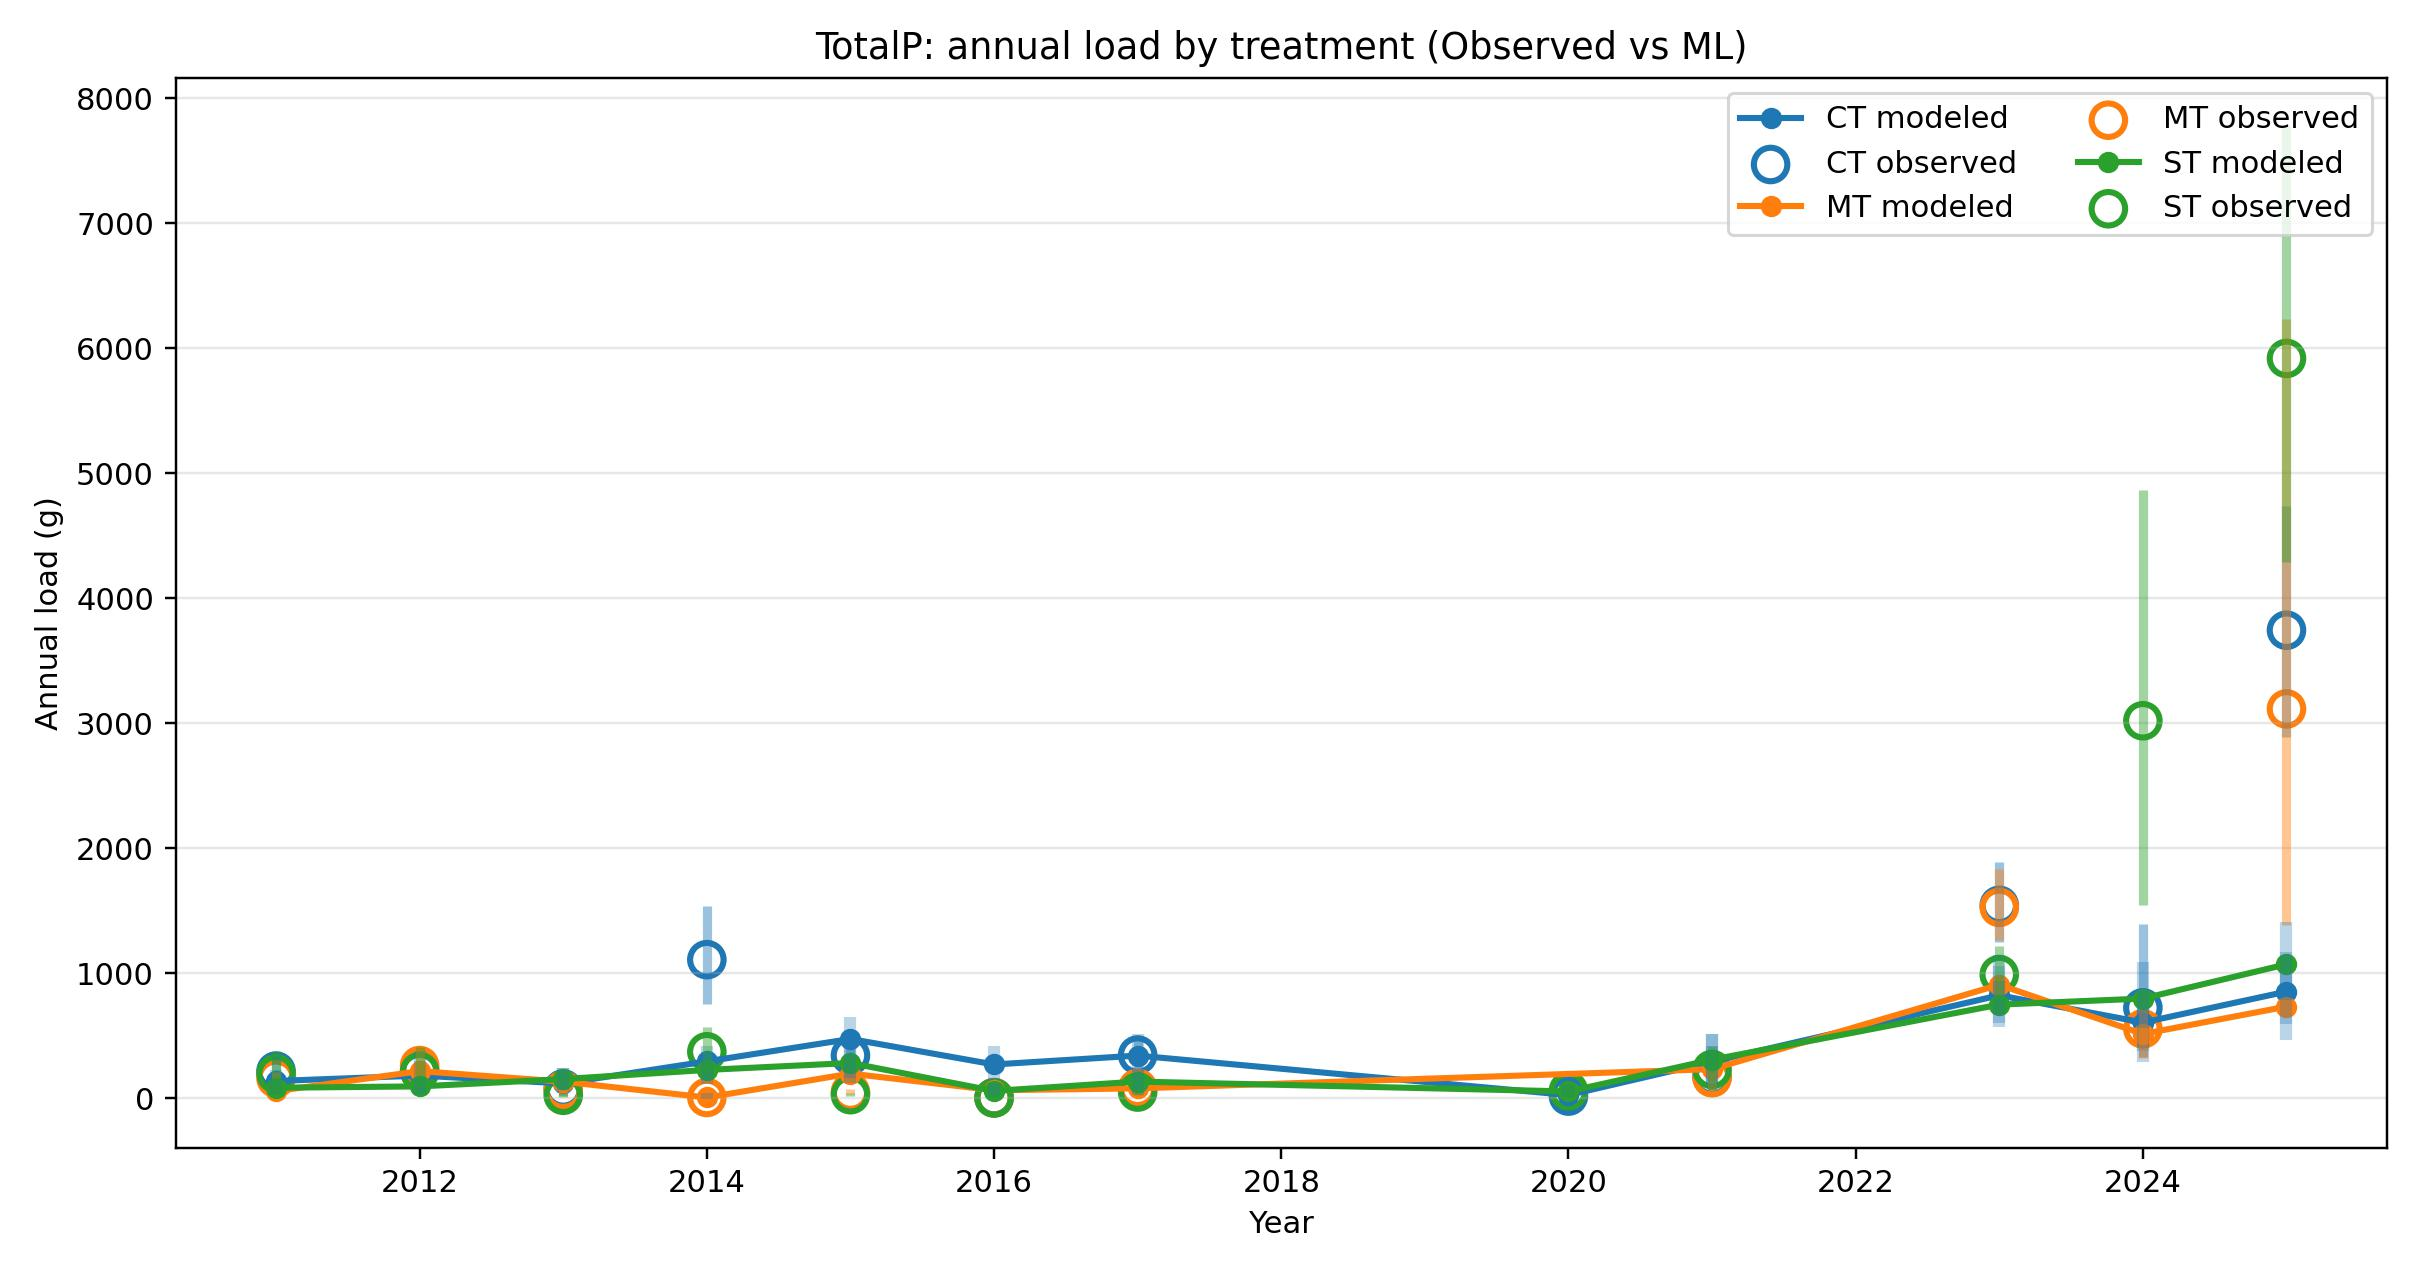 TotalP: annual load by treatment (Observed vs ML)
8000
7000
6000
5000
4000
3000
2000
1000
0
Annual load (g)
CT modeled
CT observed
MT modeled
MT observed
ST modeled
ST observed
2012
2014
2016
2018
2020
2022
2024
Year